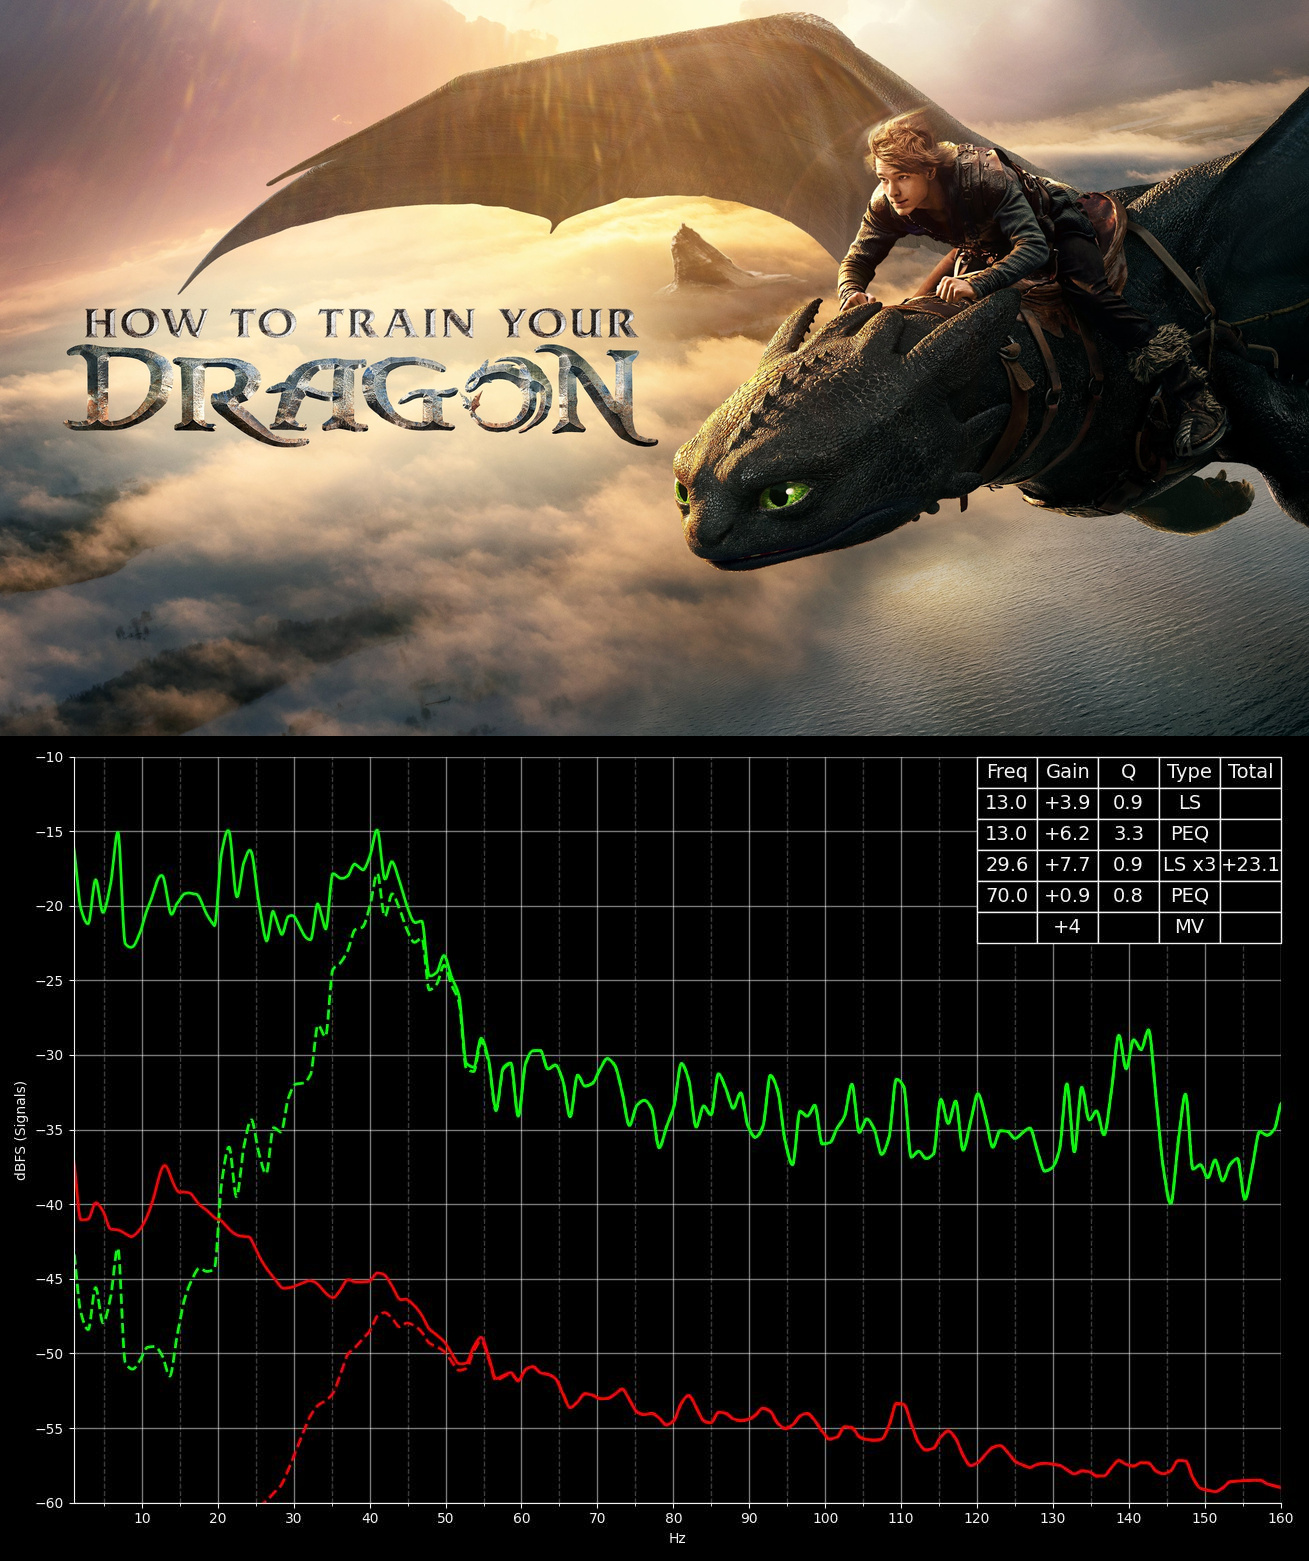 HOW TO TRAIN YOUR
DRAGON
Freq Gain Q Type Total
13.0 +3.9 0.9 LS
13.0 +6.2 3.3 PEQ
29.6 +7.7 0.9 LS x3 +23.1
70.0 +0.9 0.8 PEQ
+4 MV
−10
−15
−20
−25
−30
−35
−40
−45
−50
−55
−60
dBFS (Signals)
10 20 30 40 50 60 70 80 90 100 110 120 130 140 150 160
Hz